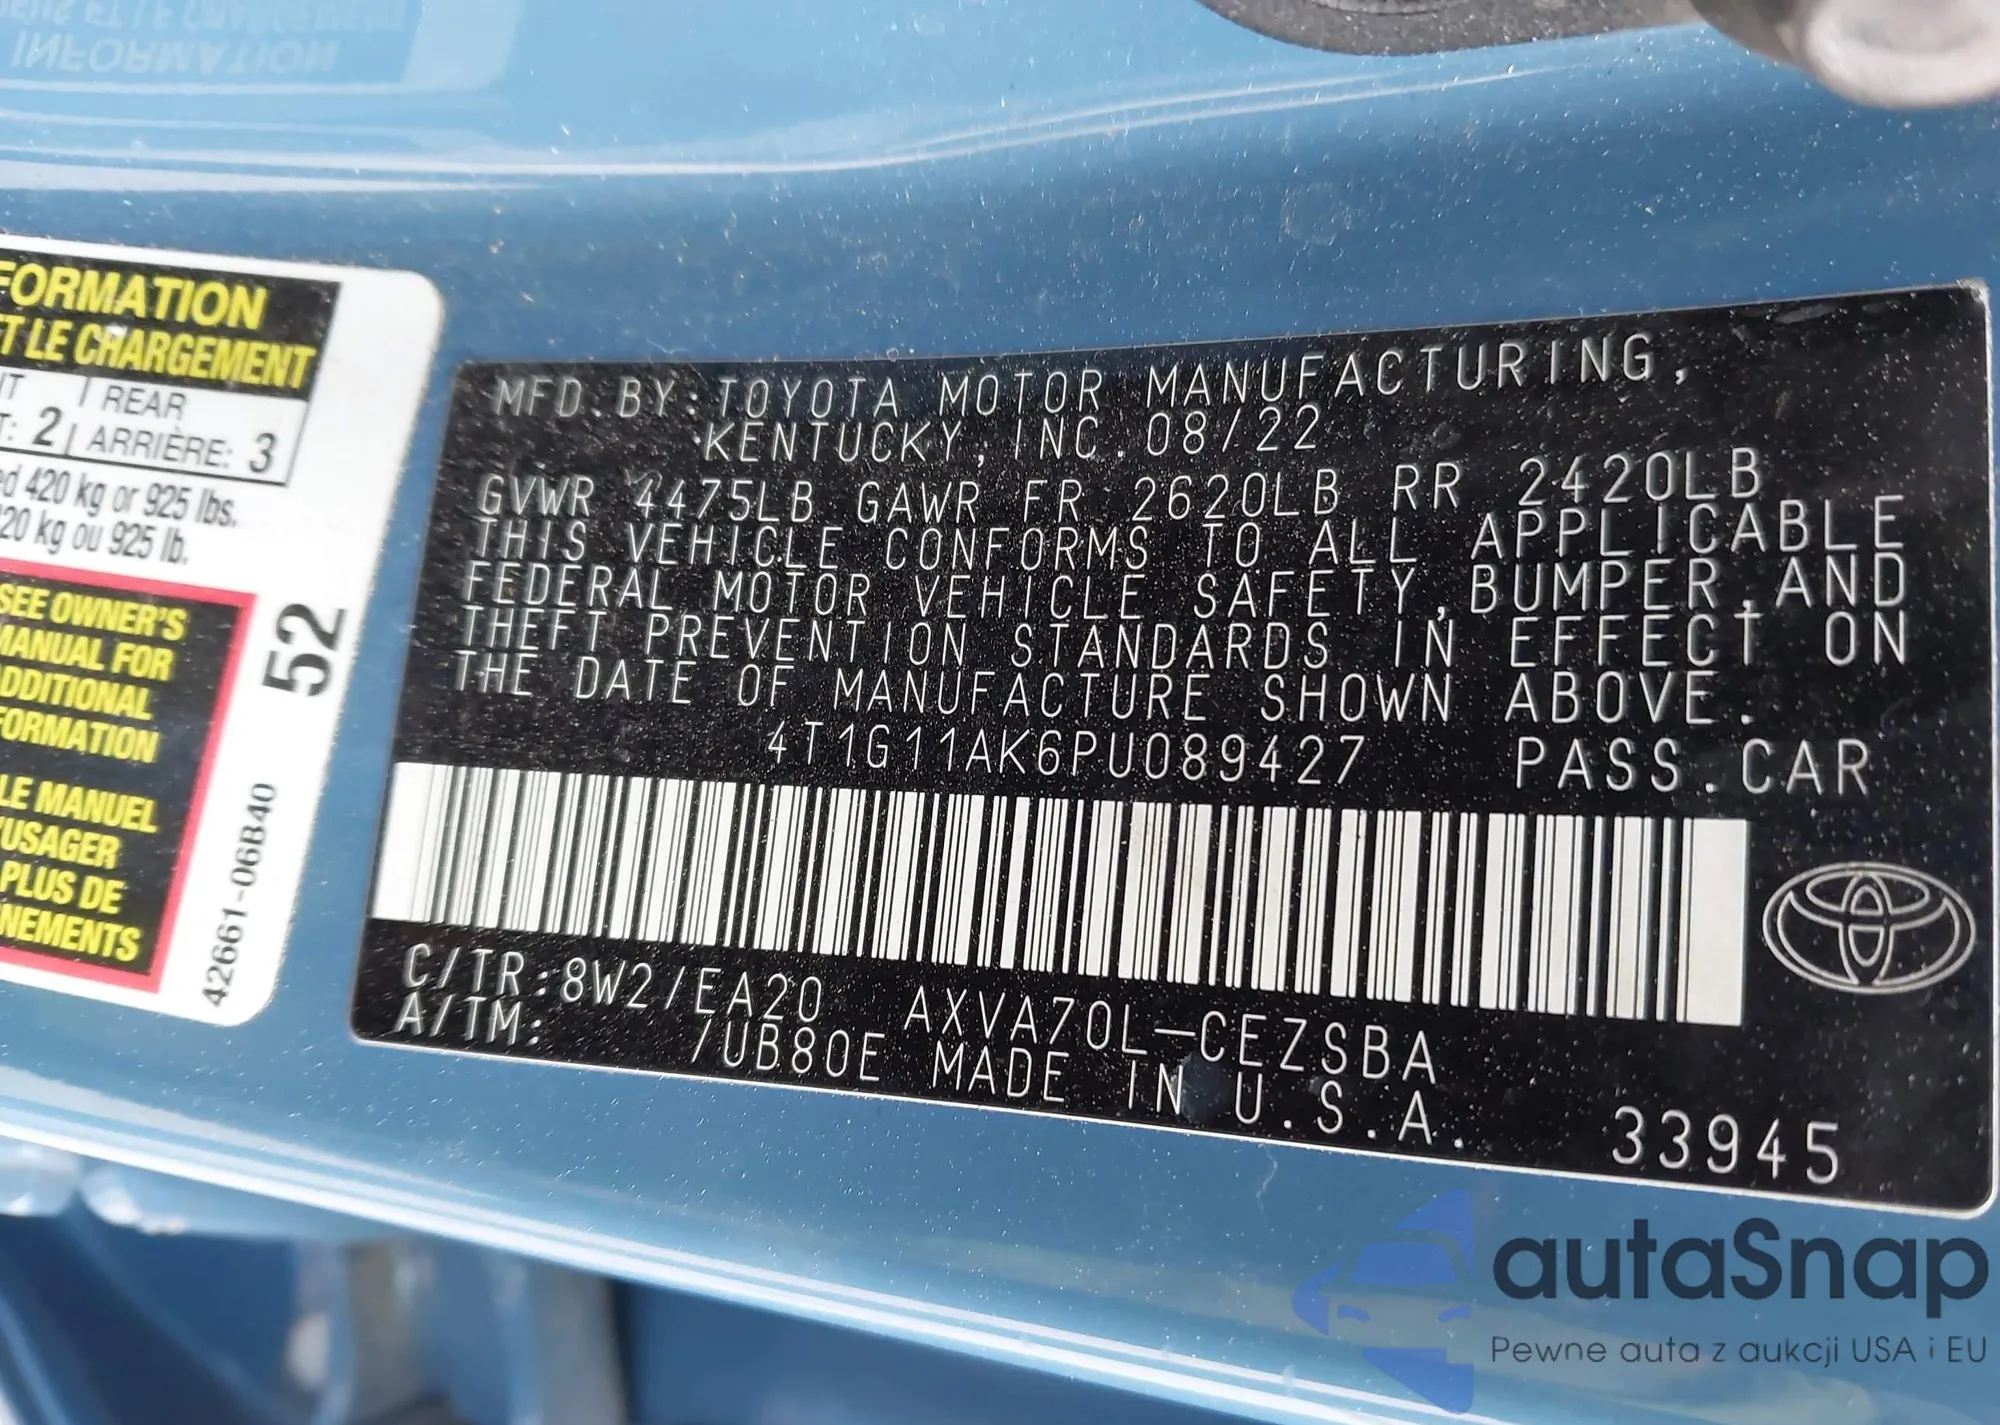 INFORMATION
FORMATION
ET LE CHARGEMENT
REAR
2
ARRIÈRE: 3
420 kg or 925 lbs.
kg ou 925 lb.
SEE OWNER'S
MANUAL FOR
ADDITIONAL
FORMATION
LE MANUEL
'USAGER
PLUS DE
NEMENTS
52
42661-06B40
MFD.BY:TOYOTA MOTOR MANUFACTURING,
KENTUCKY, INC.08/22
GVWR 4475LB GAWR FR 2620LB RR 2420LB
THIS VEHICLE CONFORMS TO ALL APPLICABLE
FEDERAL MOTOR VEHICLE SAFETY,BUMPER,AND
THEFT PREVENTION STANDARDS IN EFFECT ON
THE DATE OF MANUFACTURE SHOWN ABOVE.
4T1G11AK6PU089427 PASS.CAR
C/TR:8W2/EA20 AXVA70L-CEZSBA
A/TM: /UB80E MADE IN U.S.A.
33945
autaSnap
Pewne auta z aukcji USA i EU